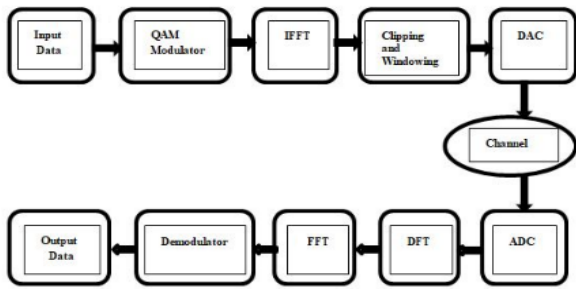 Input
Data
QAM
Modulator
IFFT
Clipping
and
Windowing
DAC
Channel
Output
Data
Demodulator
FFT
DFT
ADC